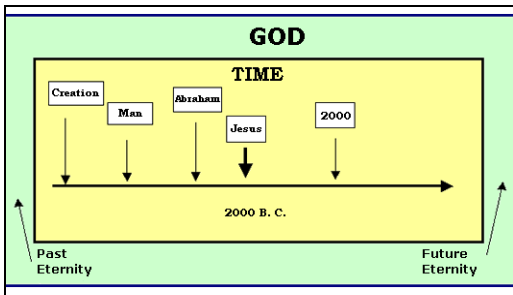 GOD
TIME
Creation
Man
Abraham
Jesus
2000
2000 B. C.
Past
Eternity
Future
Eternity